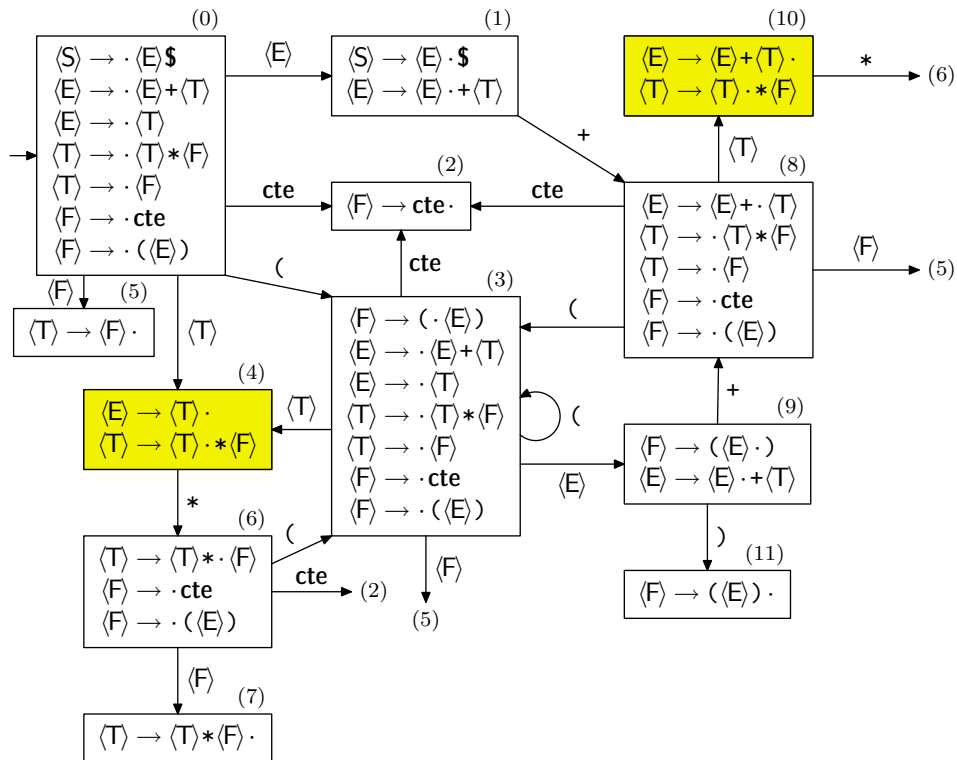 (0)
⟨S⟩ → · ⟨E⟩$
⟨E⟩ → · ⟨E⟩+⟨T⟩
⟨E⟩ → · ⟨T⟩
⟨T⟩ → · ⟨T⟩*⟨F⟩
⟨T⟩ → · ⟨F⟩
⟨F⟩ → · cte
⟨F⟩ → · (⟨E⟩)
⟨E⟩
(1)
⟨S⟩ → ⟨E⟩ · $
⟨E⟩ → ⟨E⟩ · +⟨T⟩
+
(10)
⟨E⟩ → ⟨E⟩+⟨T⟩ ·
⟨T⟩ → ⟨T⟩ · *⟨F⟩
*
(6)
⟨T⟩
cte
(2)
⟨F⟩ → cte ·
cte
cte
(8)
⟨E⟩ → ⟨E⟩+ · ⟨T⟩
⟨T⟩ → · ⟨T⟩*⟨F⟩
⟨T⟩ → · ⟨F⟩
⟨F⟩ → · cte
⟨F⟩ → · (⟨E⟩)
⟨F⟩
(5)
⟨F⟩
(5)
⟨T⟩ → ⟨F⟩ ·
⟨T⟩
(
(3)
⟨F⟩ → ( · ⟨E⟩)
⟨E⟩ → · ⟨E⟩+⟨T⟩
⟨E⟩ → · ⟨T⟩
⟨T⟩ → · ⟨T⟩*⟨F⟩
⟨T⟩ → · ⟨F⟩
⟨F⟩ → · cte
⟨F⟩ → · (⟨E⟩)
(
(
⟨E⟩
⟨T⟩
(4)
⟨E⟩ → ⟨T⟩ ·
⟨T⟩ → ⟨T⟩ · *⟨F⟩
*
+
(9)
⟨F⟩ → (⟨E⟩ · )
⟨E⟩ → ⟨E⟩ · +⟨T⟩
)
(11)
⟨F⟩ → (⟨E⟩) ·
(6)
⟨T⟩ → ⟨T⟩* · ⟨F⟩
⟨F⟩ → · cte
⟨F⟩ → · (⟨E⟩)
(
cte
(2)
⟨F⟩
(5)
⟨F⟩
(7)
⟨T⟩ → ⟨T⟩*⟨F⟩ ·